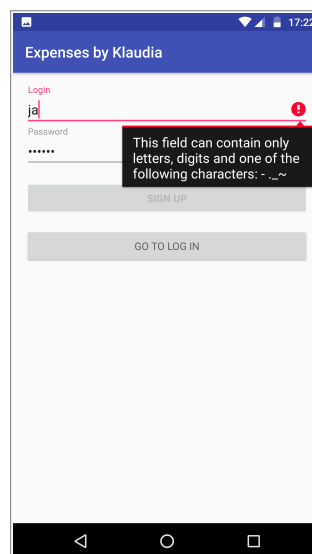 17:22
Expenses by Klaudia
Login
ja
Password
••••••
This field can contain only
letters, digits and one of the
following characters: - ._~
SIGN UP
GO TO LOG IN